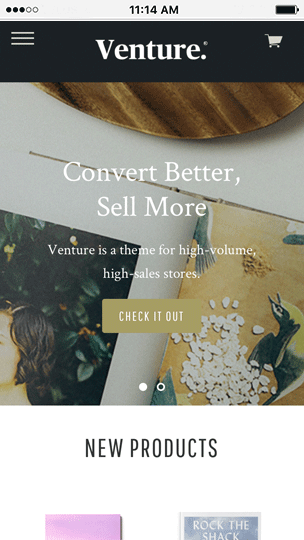 11:14 AM
Venture.®
Convert Better,
Sell More
Venture is a theme for high-volume,
high-sales stores.
CHECK IT OUT
NEW PRODUCTS
ROCK THE
SHACK